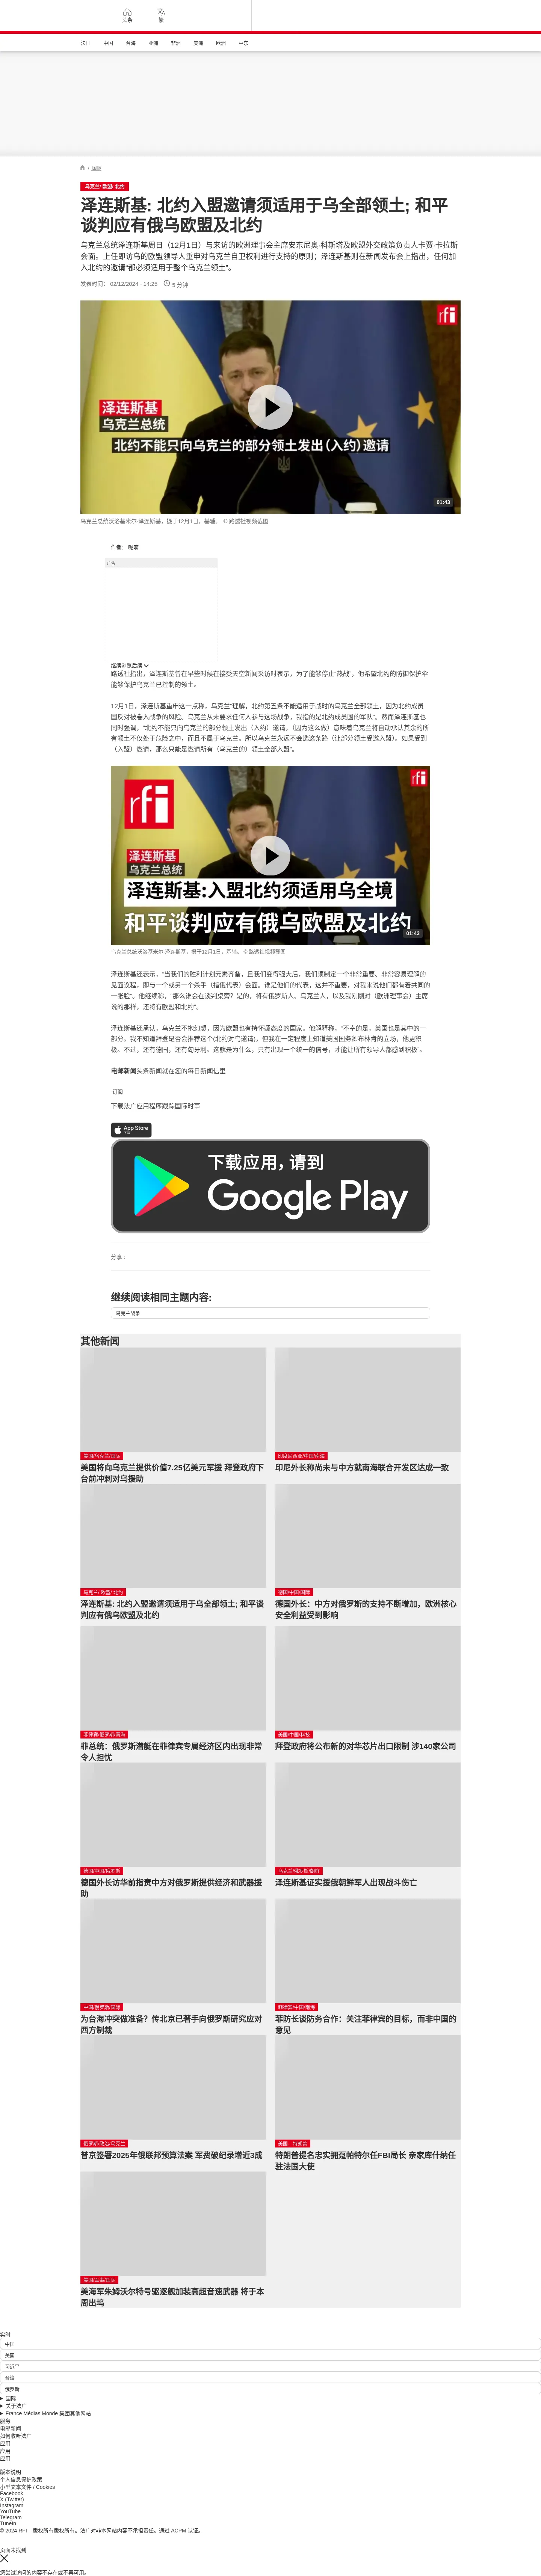 头条
繁
法国
中国
台海
亚洲
非洲
美洲
欧洲
中东
/ 国际
乌克兰/ 欧盟/ 北约
泽连斯基: 北约入盟邀请须适用于乌全部领土; 和平
谈判应有俄乌欧盟及北约
乌克兰总统泽连斯基周日（12月1日）与来访的欧洲理事会主席安东尼奥·科斯塔及欧盟外交政策负责人卡贾·卡拉斯
会面。上任即访乌的欧盟领导人重申对乌克兰自卫权利进行支持的原则；泽连斯基则在新闻发布会上指出，任何加
入北约的邀请“都必须适用于整个乌克兰领土”。
发表时间： 02/12/2024 - 14:25
5 分钟
rfi
泽连斯基
乌克兰总统
北约不能只向乌克兰的部分领土发出（入约）邀请
01:43
乌克兰总统沃洛基米尔·泽连斯基，摄于12月1日，基辅。 © 路透社视频截图
作者： 呢喃
广告
继续浏览后续
路透社指出，泽连斯基曾在早些时候在接受天空新闻采访时表示，为了能够停止“热战”，他希望北约的防御保护伞
能够保护乌克兰已控制的领土。
12月1日，泽连斯基重申这一点称，乌克兰“理解，北约第五条不能适用于战时的乌克兰全部领土，因为北约成员
国反对被卷入战争的风险。乌克兰从未要求任何人参与这场战争，我指的是北约成员国的军队”。然而泽连斯基也
同时强调，“北约不能只向乌克兰的部分领土发出（入约）邀请，（因为这么做）意味着乌克兰将自动承认其余的所
有领土不仅处于危险之中，而且不属于乌克兰。所以乌克兰永远不会选这条路（让部分领土受邀入盟）。如果受到
（入盟）邀请，那么只能是邀请所有（乌克兰的）领土全部入盟”。
rfi
rfi
泽连斯基
乌克兰总统
泽连斯基:入盟北约须适用乌全境
和平谈判应有俄乌欧盟及北约
01:43
乌克兰总统沃洛基米尔·泽连斯基，摄于12月1日，基辅。 © 路透社视频截图
泽连斯基还表示，“当我们的胜利计划元素齐备，且我们变得强大后，我们须制定一个非常重要、非常容易理解的
见面议程，即与一个或另一个杀手（指俄代表）会面。谁是他们的代表，这并不重要，对我来说他们都有着共同的
一张脸”。他继续称，“那么谁会在谈判桌旁？是的，将有俄罗斯人、乌克兰人，以及我刚刚对（欧洲理事会）主席
说的那样，还将有欧盟和北约”。
泽连斯基还承认，乌克兰不抱幻想，因为欧盟也有持怀疑态度的国家。他解释称，“不幸的是，美国也是其中的一
部分。我不知道拜登是否会推荐这个(北约对乌邀请)，但我在一定程度上知道美国国务卿布林肯的立场，他更积
极。不过，还有德国，还有匈牙利。这就是为什么，只有出现一个统一的信号，才能让所有领导人都感到积极”。
电邮新闻头条新闻就在您的每日新闻信里
订阅
下载法广应用程序跟踪国际时事
App Store
下载
下载应用，请到
Google Play
分享 :
继续阅读相同主题内容:
乌克兰战争
其他新闻
美国/乌克兰/国际
美国将向乌克兰提供价值7.25亿美元军援 拜登政府下
台前冲刺对乌援助
印度尼西亚/中国/南海
印尼外长称尚未与中方就南海联合开发区达成一致
乌克兰/ 欧盟/ 北约
泽连斯基: 北约入盟邀请须适用于乌全部领土; 和平谈
判应有俄乌欧盟及北约
德国/中国/国际
德国外长：中方对俄罗斯的支持不断增加，欧洲核心
安全利益受到影响
菲律宾/俄罗斯/南海
菲总统：俄罗斯潜艇在菲律宾专属经济区内出现非常
令人担忧
美国/中国/科技
拜登政府将公布新的对华芯片出口限制 涉140家公司
德国/中国/俄罗斯
德国外长访华前指责中方对俄罗斯提供经济和武器援
助
乌克兰/俄罗斯/朝鲜
泽连斯基证实援俄朝鲜军人出现战斗伤亡
中国/俄罗斯/国际
为台海冲突做准备？传北京已著手向俄罗斯研究应对
西方制裁
菲律宾/中国/南海
菲防长谈防务合作：关注菲律宾的目标，而非中国的
意见
俄罗斯/政治/乌克兰
普京签署2025年俄联邦预算法案 军费破纪录增近3成
美国、特朗普
特朗普提名忠实拥趸帕特尔任FBI局长 亲家库什纳任
驻法国大使
美国/军事/国际
美海军朱姆沃尔特号驱逐舰加装高超音速武器 将于本
周出坞
实时
中国
美国
习近平
台湾
俄罗斯
国际
关于法广
France Médias Monde 集团其他网站
服务
电邮新闻
如何收听法广
应用
应用
应用
版本说明
个人信息保护政策
小型文本文件 / Cookies
Facebook
X (Twitter)
Instagram
YouTube
Telegram
TuneIn
© 2024 RFI – 版权所有版权所有。法广对非本网站内容不承担责任。通过 ACPM 认证。
页面未找到
您尝试访问的内容不存在或不再可用。